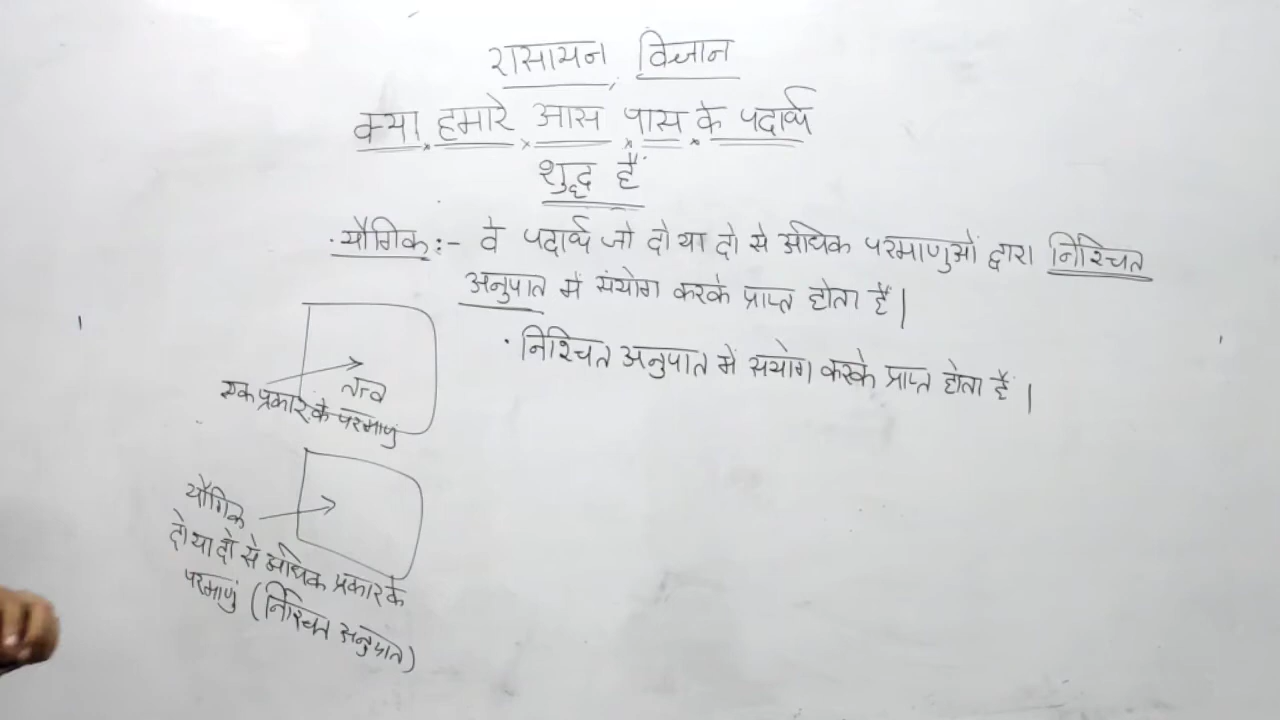 रासायन विज्ञान
क्या हमारे आस पास के पदार्थ
शुद्ध हैं
यौगिक :- वे पदार्थ जो दो या दो से अधिक परमाणुओं द्वारा निश्चित
अनुपात में संयोग करके प्राप्त होता हैं।
• निश्चित अनुपात में सयोग करके प्राप्त होता हैं।
तत्व
एक प्रकार के परमाणु
यौगिक
दो या दो से अधिक प्रकार के
परमाणु (निश्चित अनुपात)